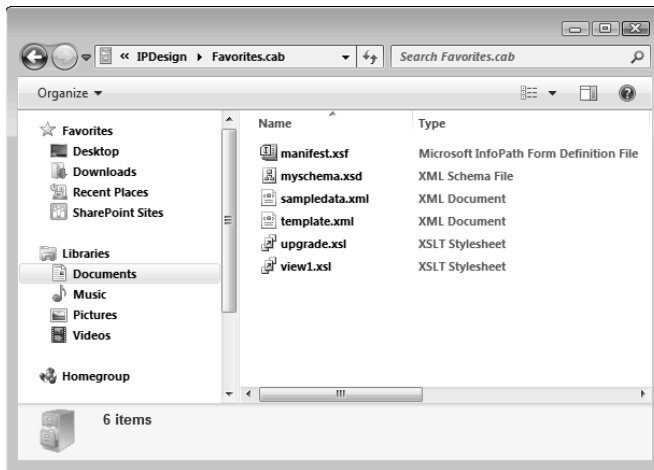 « IPDesign ▸ Favorites.cab
Search Favorites.cab
Organize
Favorites
Desktop
Downloads
Recent Places
SharePoint Sites
Libraries
Documents
Music
Pictures
Videos
Homegroup
Name Type
manifest.xsf Microsoft InfoPath Form Definition File
myschema.xsd XML Schema File
sampledata.xml XML Document
template.xml XML Document
upgrade.xsl XSLT Stylesheet
view1.xsl XSLT Stylesheet
6 items